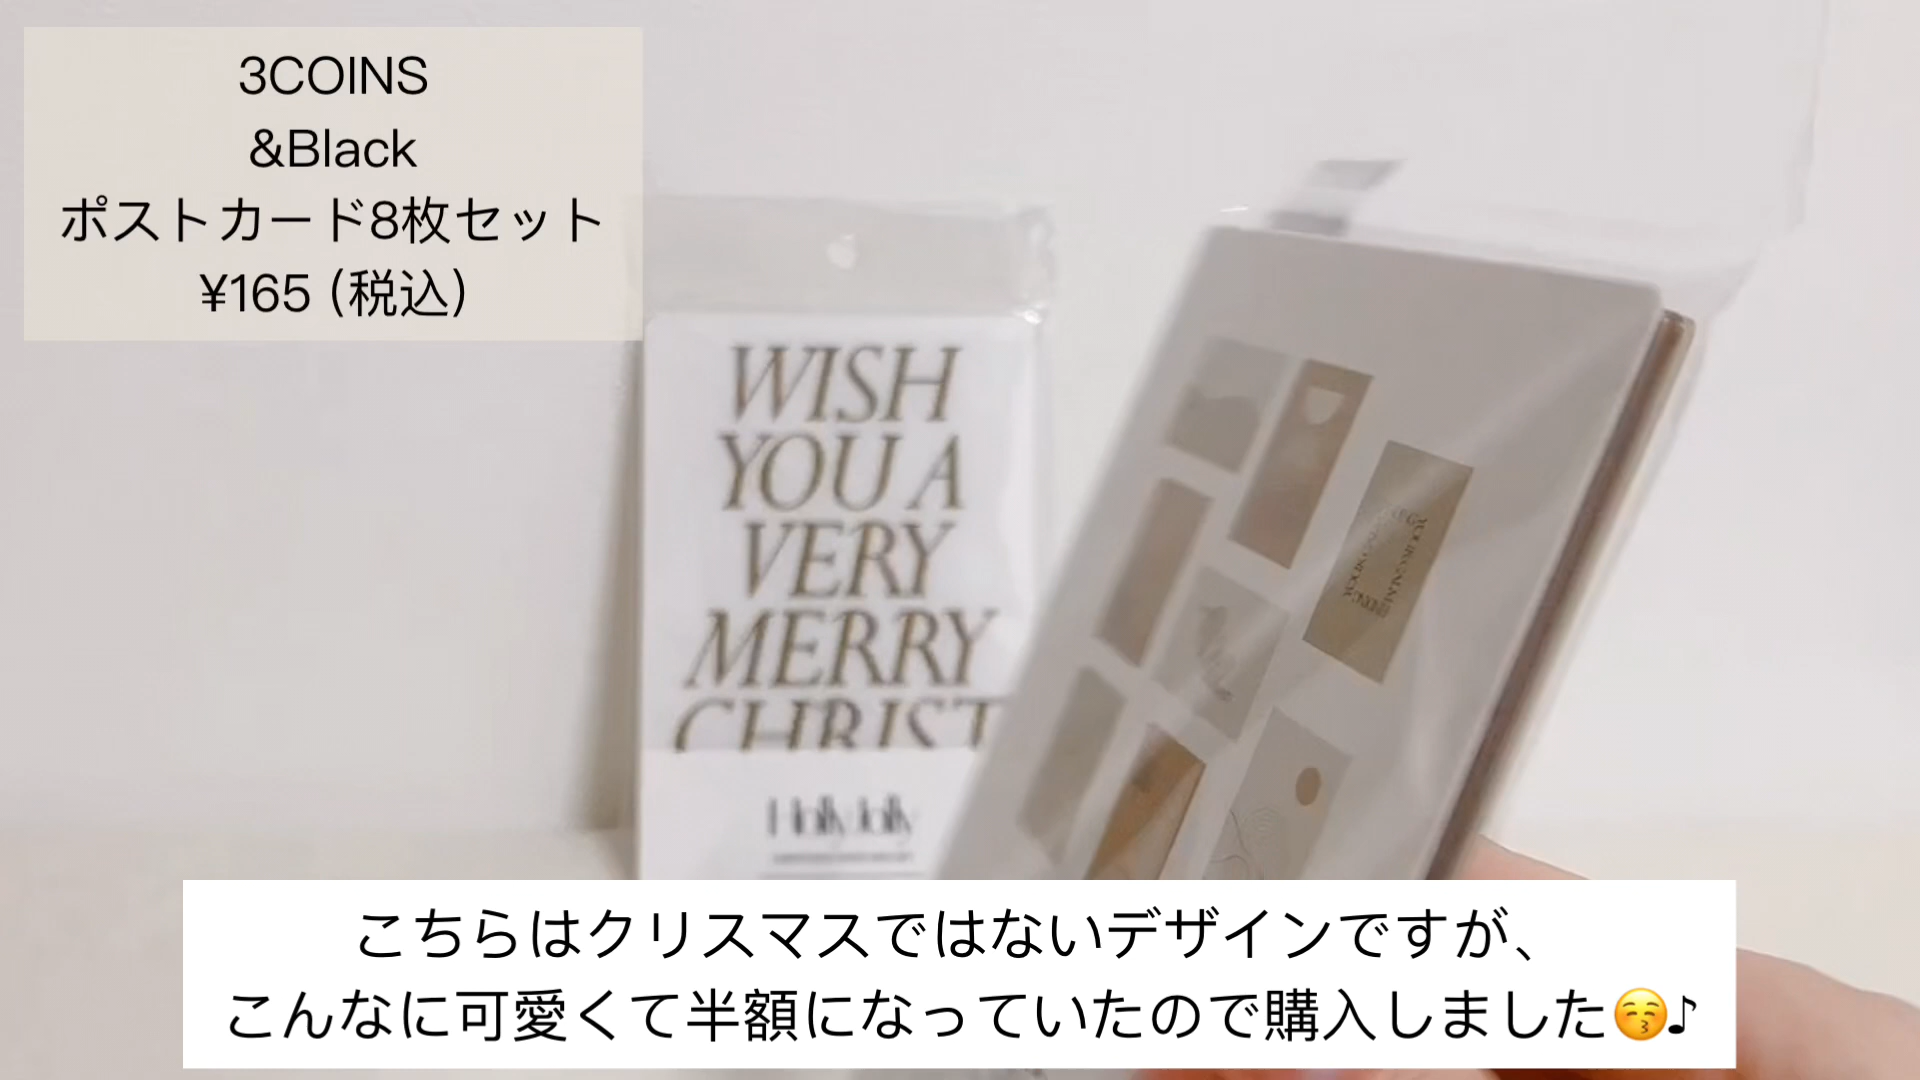 3COINS
&Black
ポストカード8枚セット
¥165 (税込)
WISH
YOU A
VERY
MERRY
CHRIST
Holly Jolly
こちらはクリスマスではないデザインですが、
こんなに可愛くて半額になっていたので購入しました😚♪